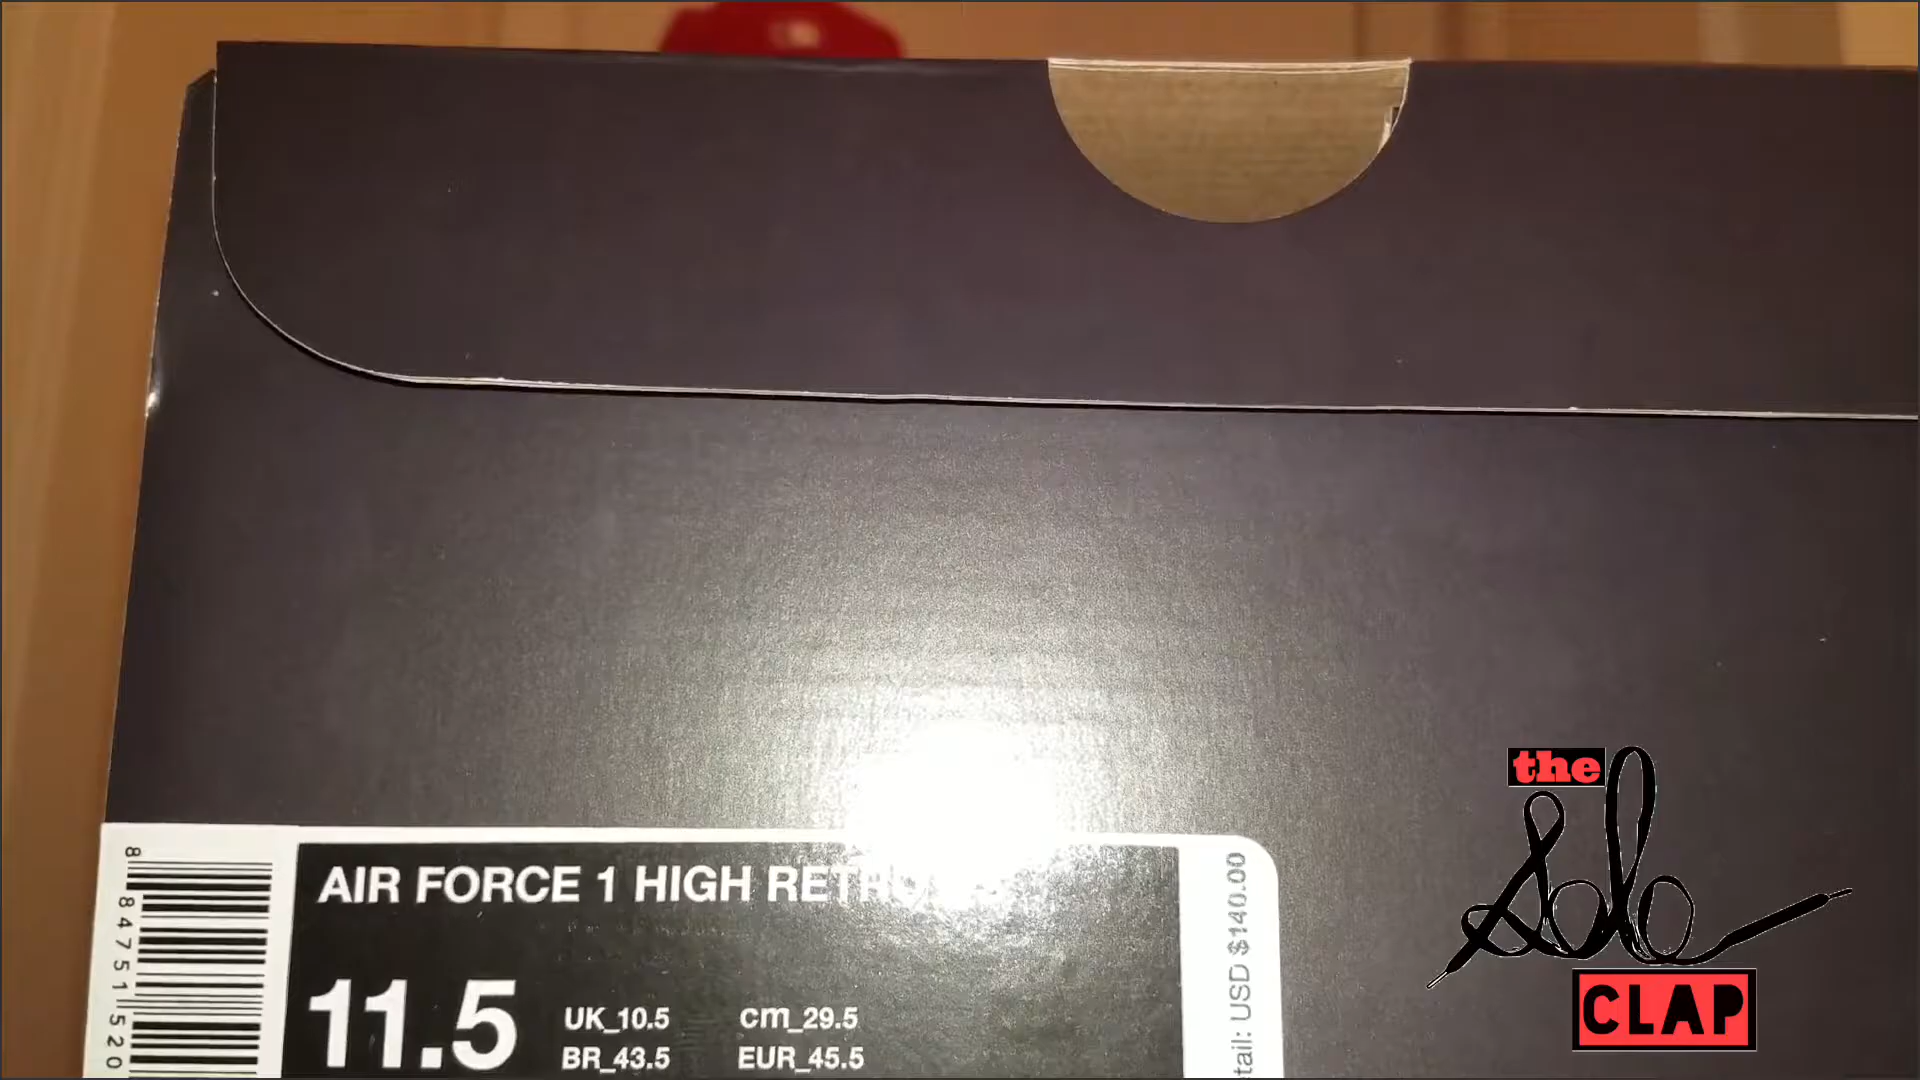 AIR FORCE 1 HIGH RETRO
11.5
UK_10.5 cm_29.5
BR_43.5 EUR_45.5
8 84751 520
tail: USD $140.00
the
Sole
CLAP